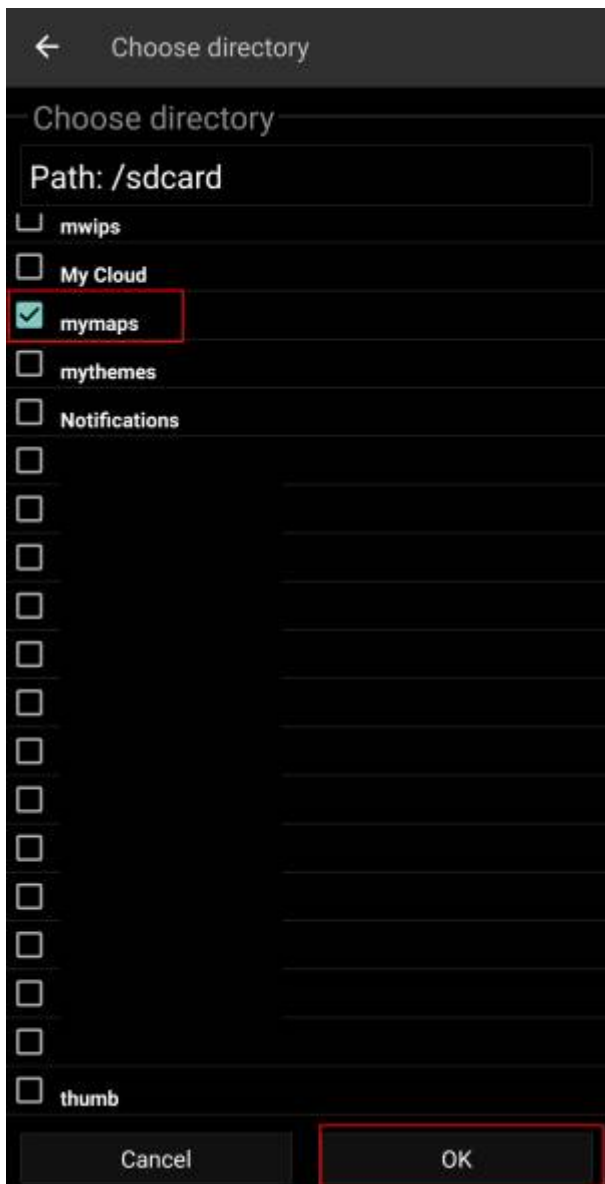 Choose directory
Choose directory
Path: /sdcard
mwips
My Cloud
mymaps
mythemes
Notifications
thumb
Cancel
OK